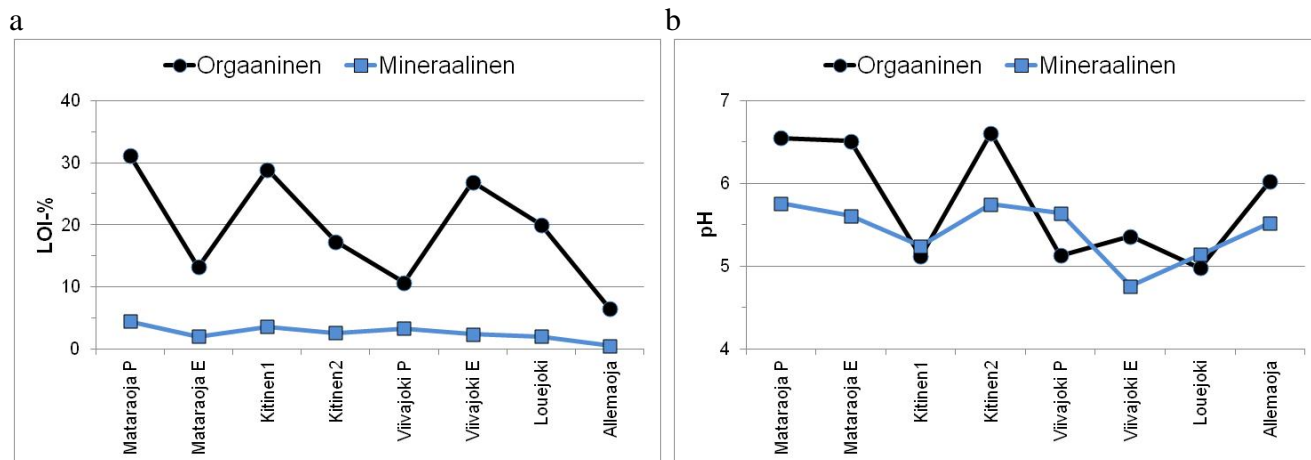 a
b
Orgaaninen Mineraalinen
Orgaaninen Mineraalinen
LOI-%
40
30
20
10
0
Mataraoja P
Mataraoja E
Kitinen1
Kitinen2
Viivajoki P
Viivajoki E
Louejoki
Allemaoja
pH
7
6
5
4
Mataraoja P
Mataraoja E
Kitinen1
Kitinen2
Viivajoki P
Viivajoki E
Louejoki
Allemaoja